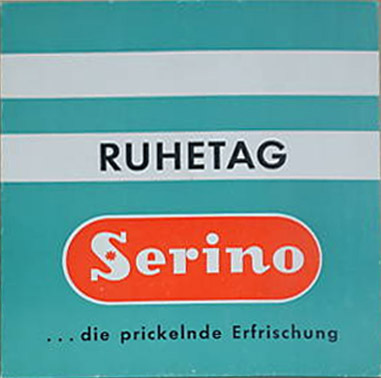 RUHETAG
Serino
...die prickelnde Erfrischung